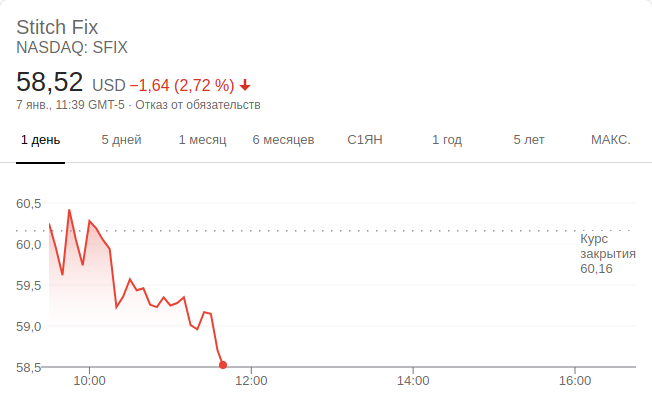 Stitch Fix
NASDAQ: SFIX
58,52 USD −1,64 (2,72 %)
7 янв., 11:39 GMT-5 · Отказ от обязательств
1 день 5 дней 1 месяц 6 месяцев С1ЯН 1 год 5 лет МАКС.
60,5
60,0
59,5
59,0
58,5
Курс
закрытия
60,16
10:00 12:00 14:00 16:00